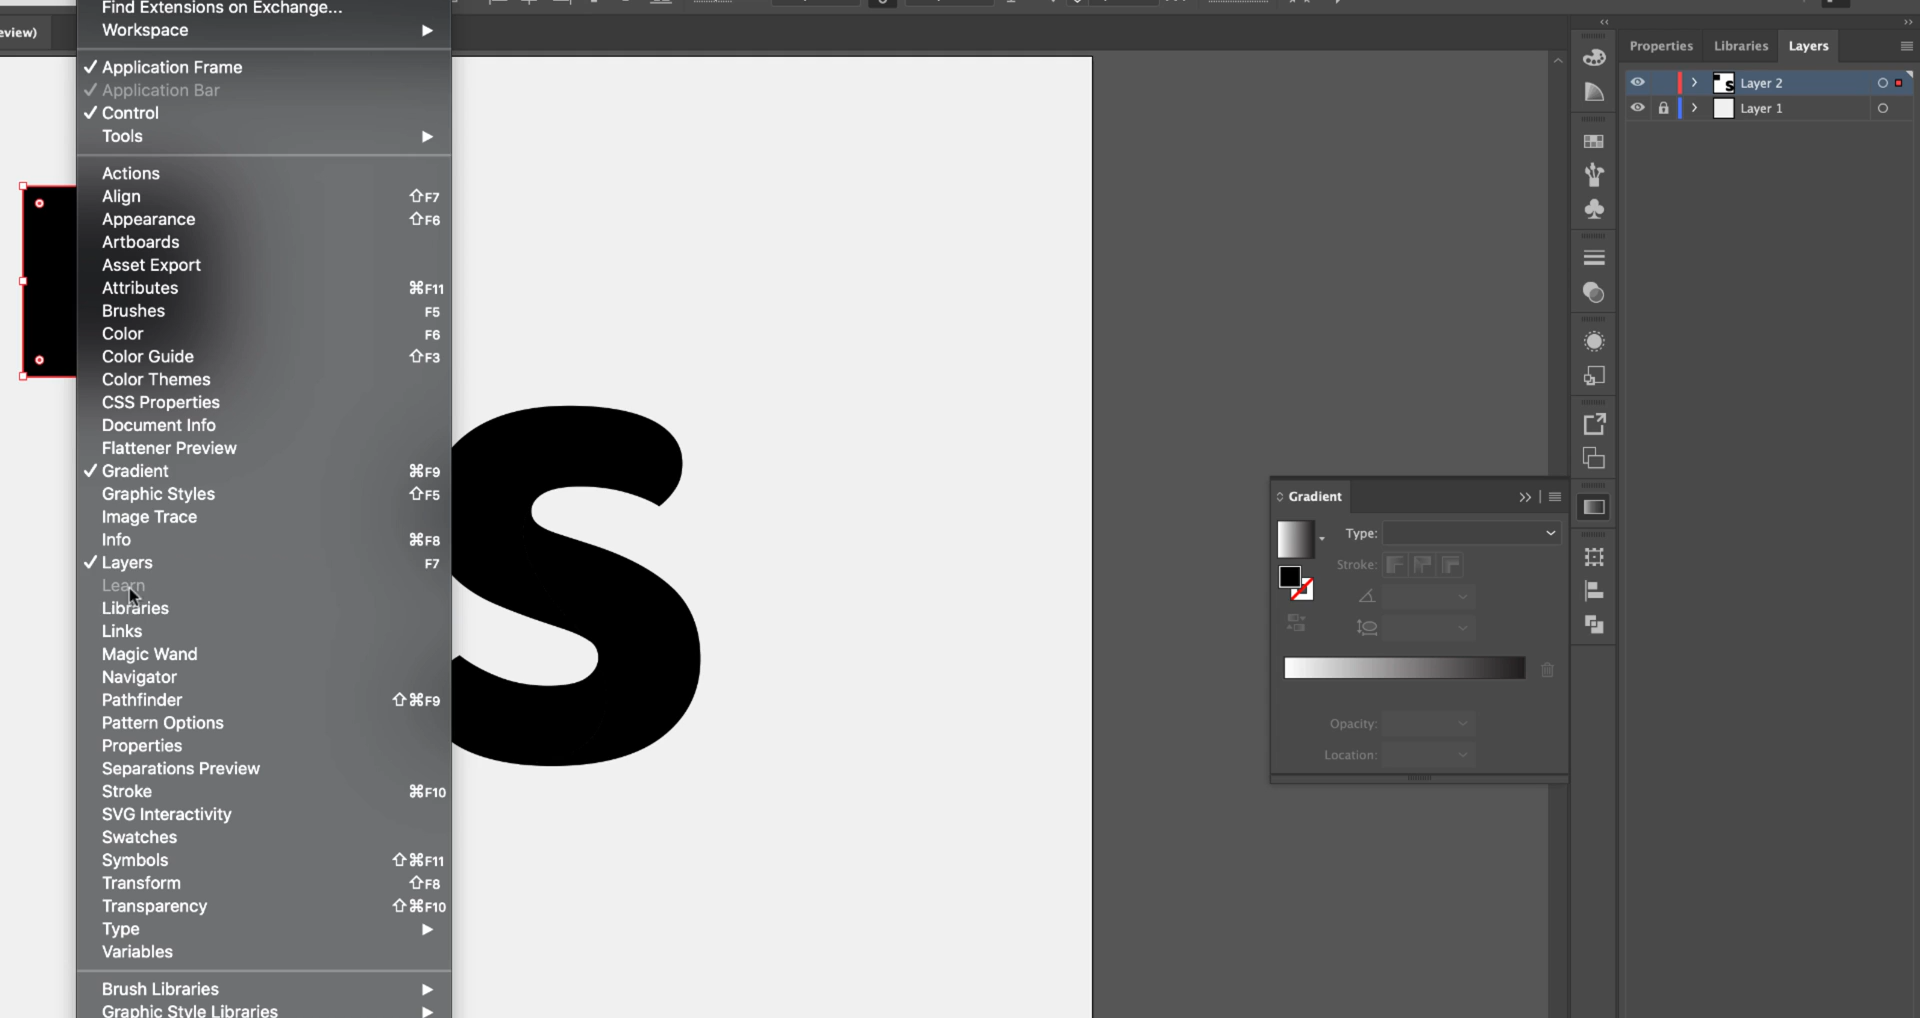 Find Extensions on Exchange...
Workspace
eview)
✓ Application Frame
✓ Application Bar
✓ Control
Tools
Actions
Align ⇧F7
Appearance ⇧F6
Artboards
Asset Export
Attributes ⌘F11
Brushes F5
Color F6
Color Guide ⇧F3
Color Themes
CSS Properties
Document Info
Flattener Preview
✓ Gradient ⌘F9
Graphic Styles ⇧F5
Image Trace
Info ⌘F8
✓ Layers F7
Learn
Libraries
Links
Magic Wand
Navigator
Pathfinder ⇧⌘F9
Pattern Options
Properties
Separations Preview
Stroke ⌘F10
SVG Interactivity
Swatches
Symbols ⇧⌘F11
Transform ⇧F8
Transparency ⇧⌘F10
Type
Variables
Brush Libraries
Graphic Style Libraries
S
Gradient
Type:
Stroke:
Opacity:
Location:
Properties Libraries Layers
Layer 2
Layer 1